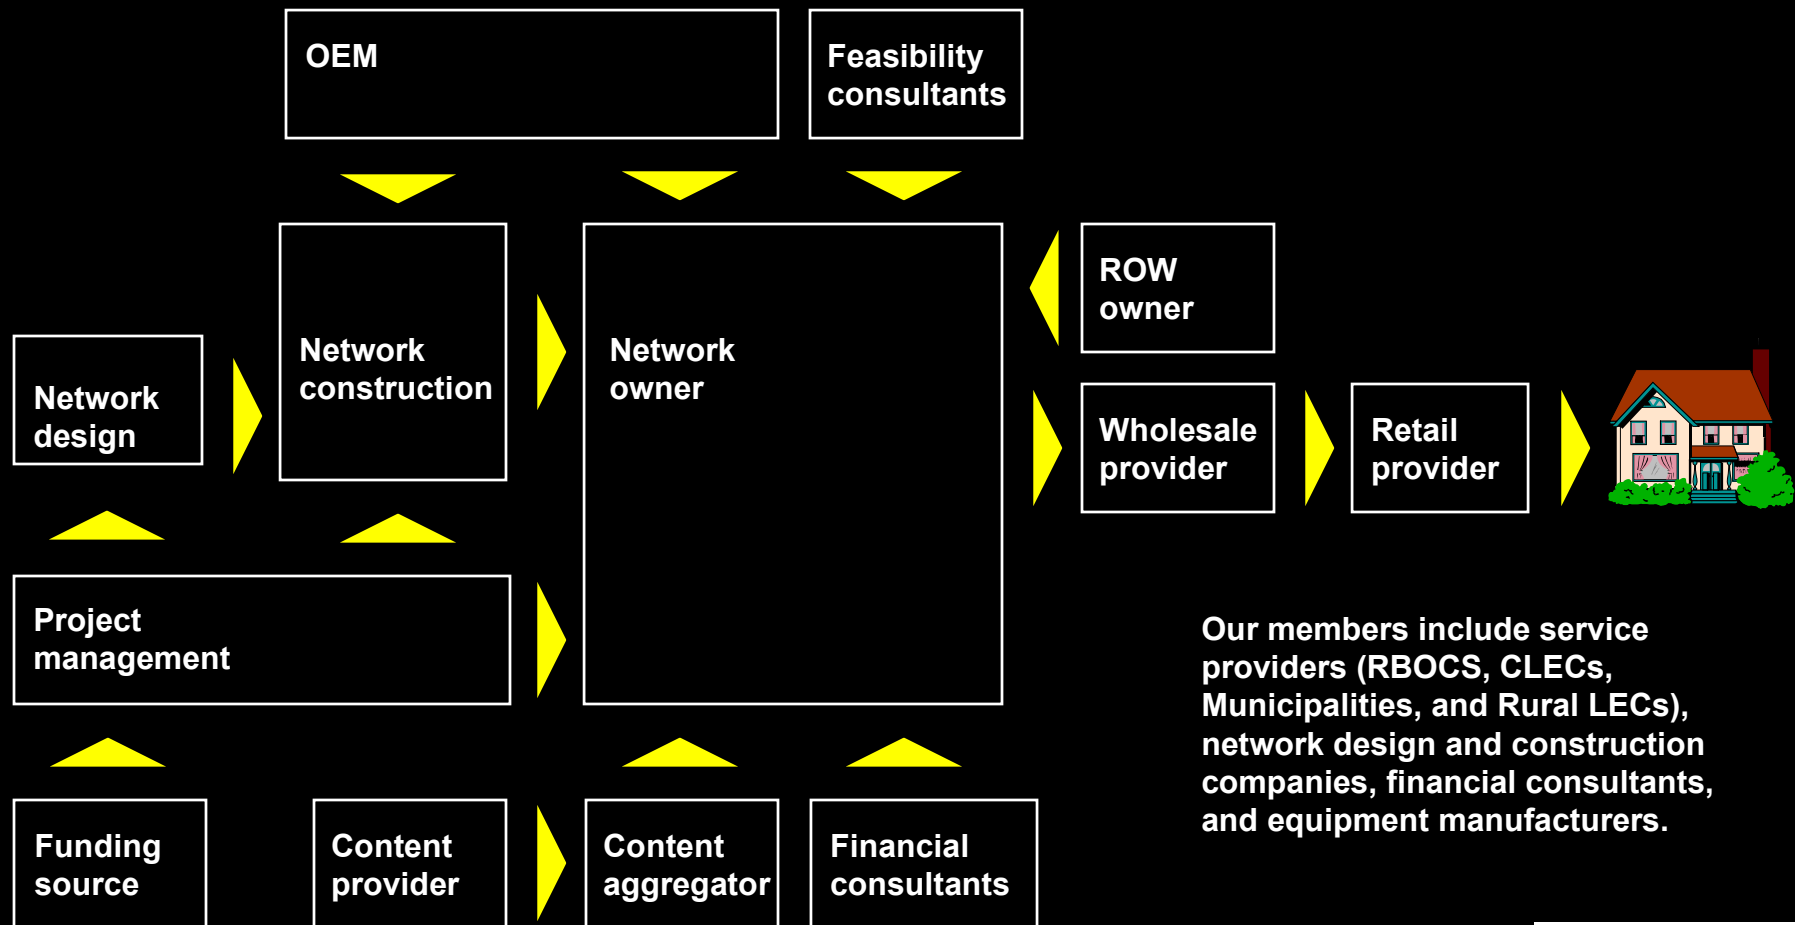 OEM
Feasibility
consultants
ROW
owner
Network
construction
Network
owner
Network
design
Wholesale
provider
Retail
provider
Project
management
Our members include service
providers (RBOCS, CLECs,
Municipalities, and Rural LECs),
network design and construction
companies, financial consultants,
and equipment manufacturers.
Funding
source
Content
provider
Content
aggregator
Financial
consultants